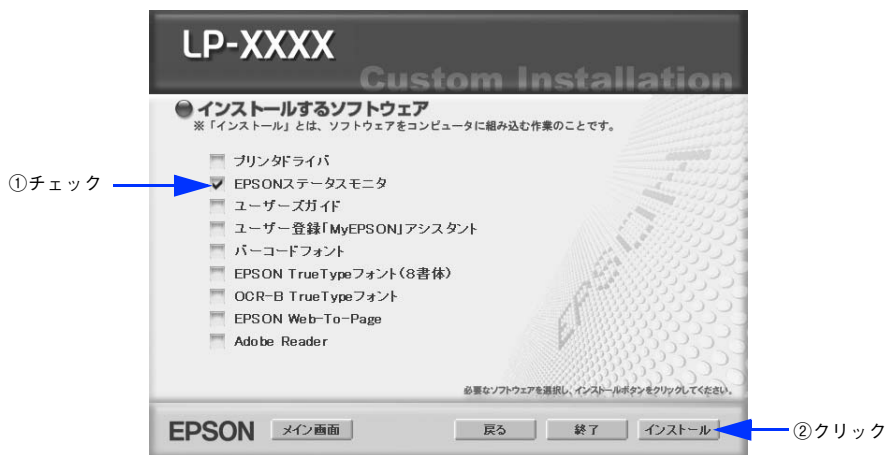 LP-XXXX
Custom Installation
インストールするソフトウェア
※「インストール」とは、ソフトウェアをコンピュータに組み込む作業のことです。
プリンタドライバ
①チェック
EPSONステータスモニタ
ユーザーズガイド
ユーザー登録「MyEPSON」アシスタント
バーコードフォント
EPSON TrueTypeフォント(8書体)
OCR-B TrueTypeフォント
EPSON Web-To-Page
Adobe Reader
EPSON
必要なソフトウェアを選択し、インストールボタンをクリックしてください。
EPSON メイン画面 戻る 終了 インストール
②クリック